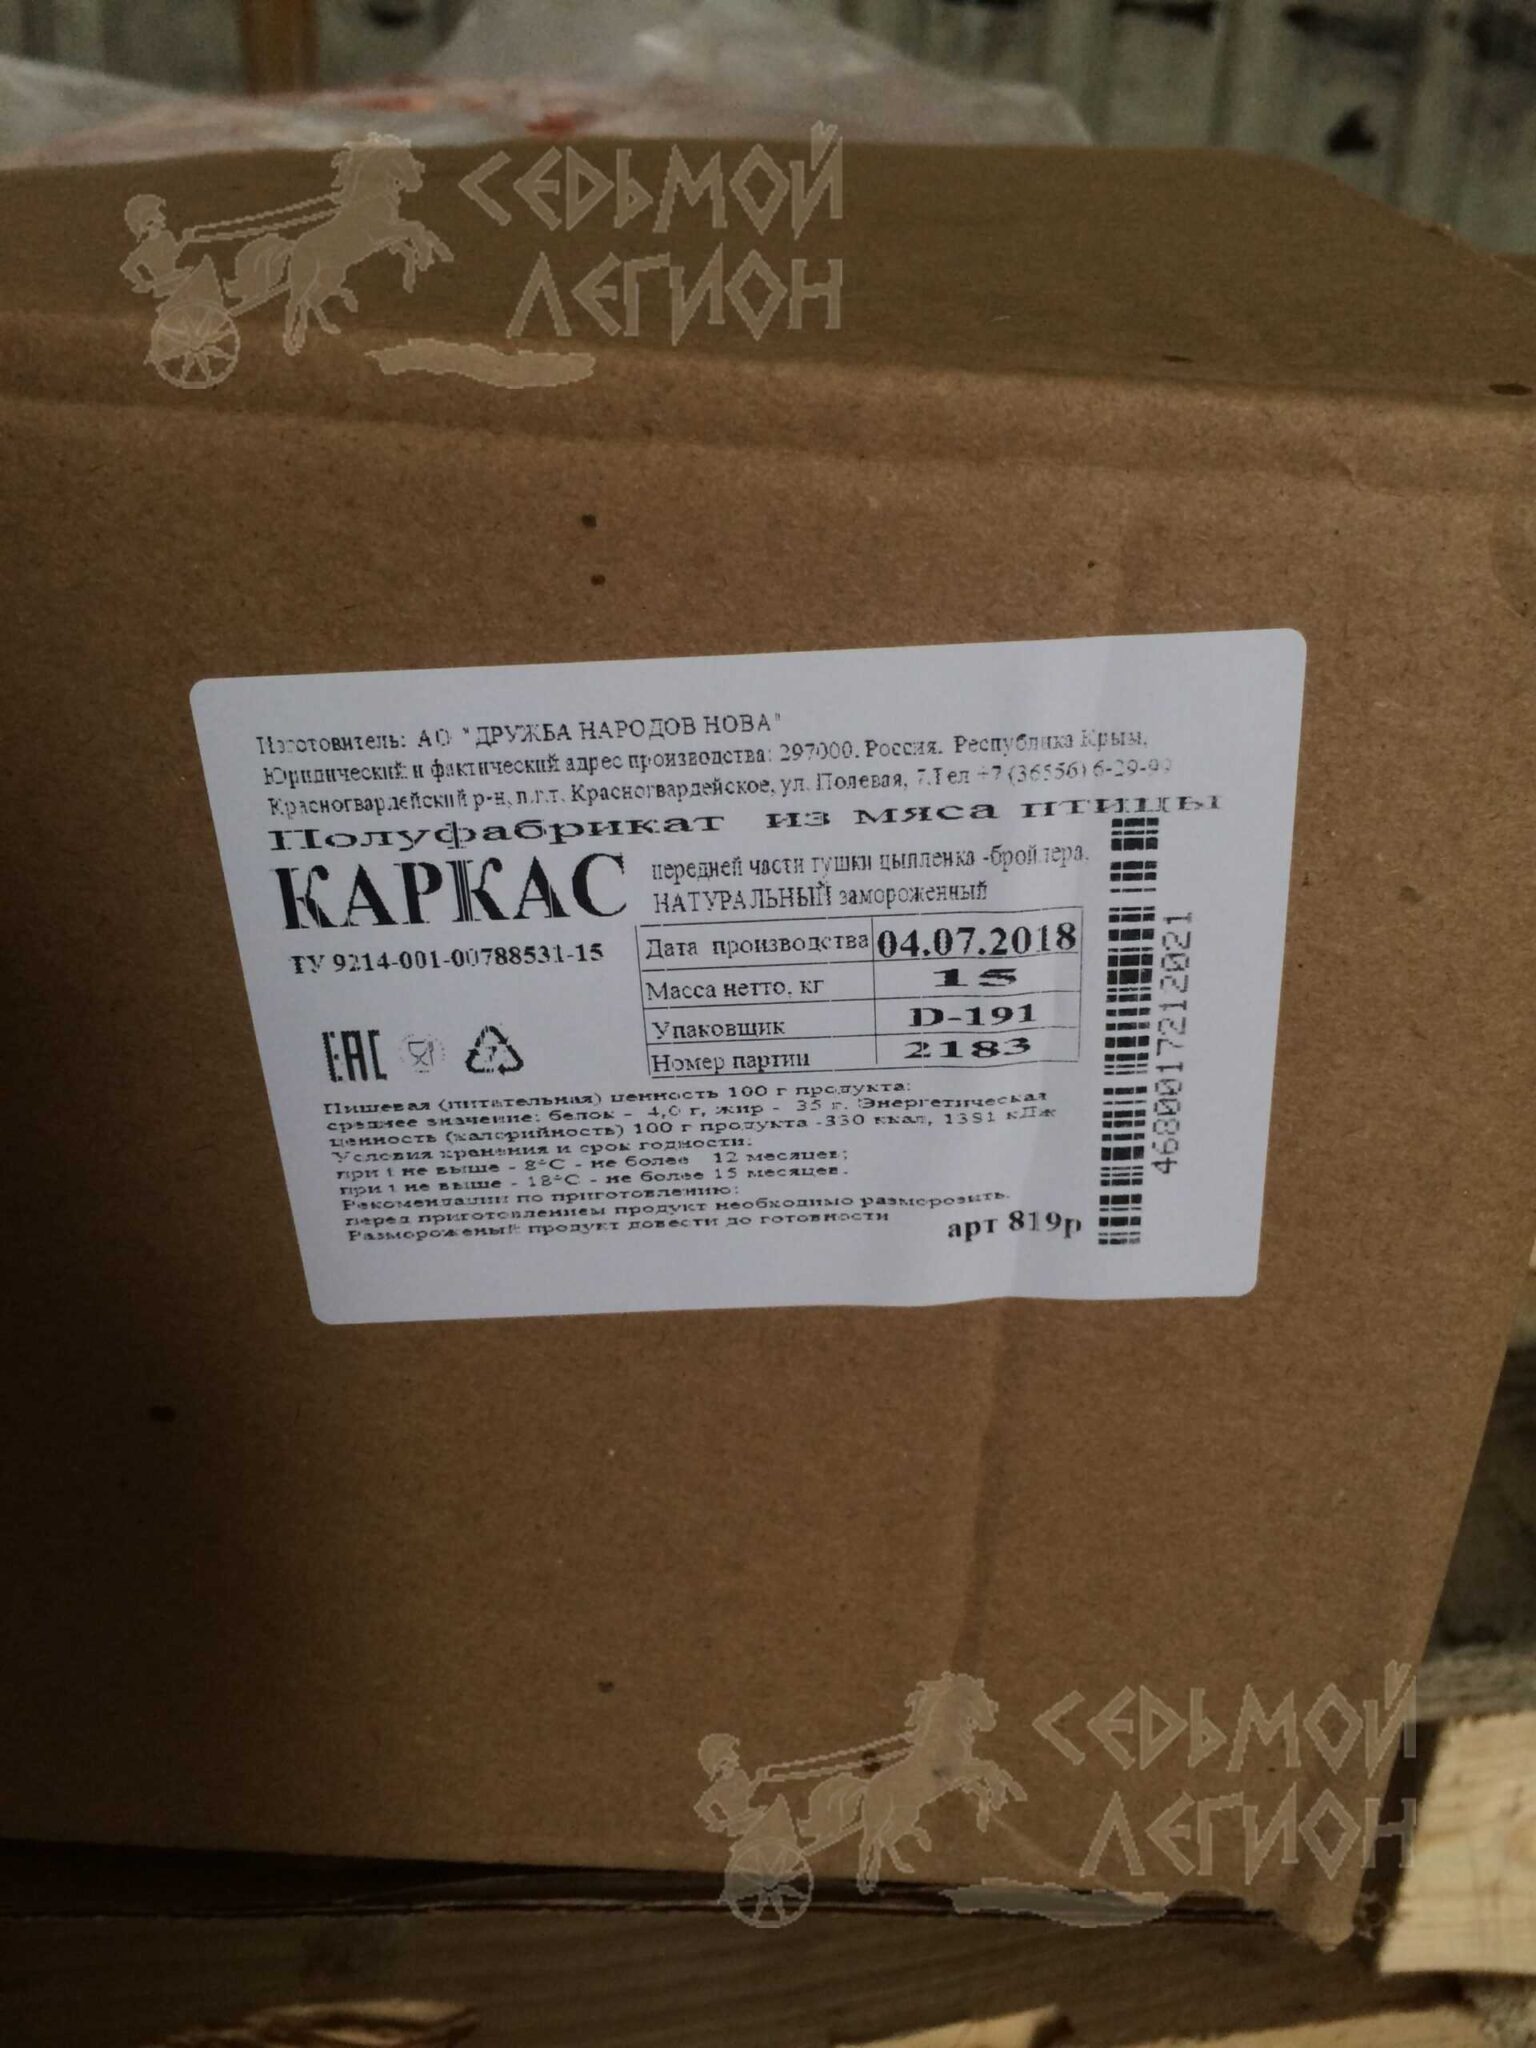 СЕДЬМОЙ
ЛЕГИОН
Изготовитель: АО "ДРУЖБА НАРОДОВ НОВА"
Юридический и фактический адрес производства: 297000. Россия. Республика Крым,
Красногвардейский р-н, п.г.т. Красногвардейское, ул. Полевая, 7.Тел +7 (36556) 6-29-99
Полуфабрикат из мяса птицы
КАРКАС
передней части тушки цыпленка -бройлера,
НАТУРАЛЬНЫЙ замороженный
ТУ 9214-001-00788531-15
Дата производства 04.07.2018
Масса нетто, кг 15
Упаковщик D-191
Номер партии 2183
EAC
7
Пищевая (питательная) ценность 100 г продукта:
среднее значение: белок - 4,0 г, жир - 35 г. Энергетическая
ценность (калорийность) 100 г продукта -330 ккал, 1381 кДж
Условия хранения и срок годности:
при t не выше - 8°С - не более 12 месяцев;
при t не выше - 18°С - не более 15 месяцев.
Рекомендации по приготовлению:
перед приготовлением продукт необходимо разморозить.
Размороженый продукт довести до готовности
арт 819р
4680017212021
СЕДЬМОЙ
ЛЕГИОН